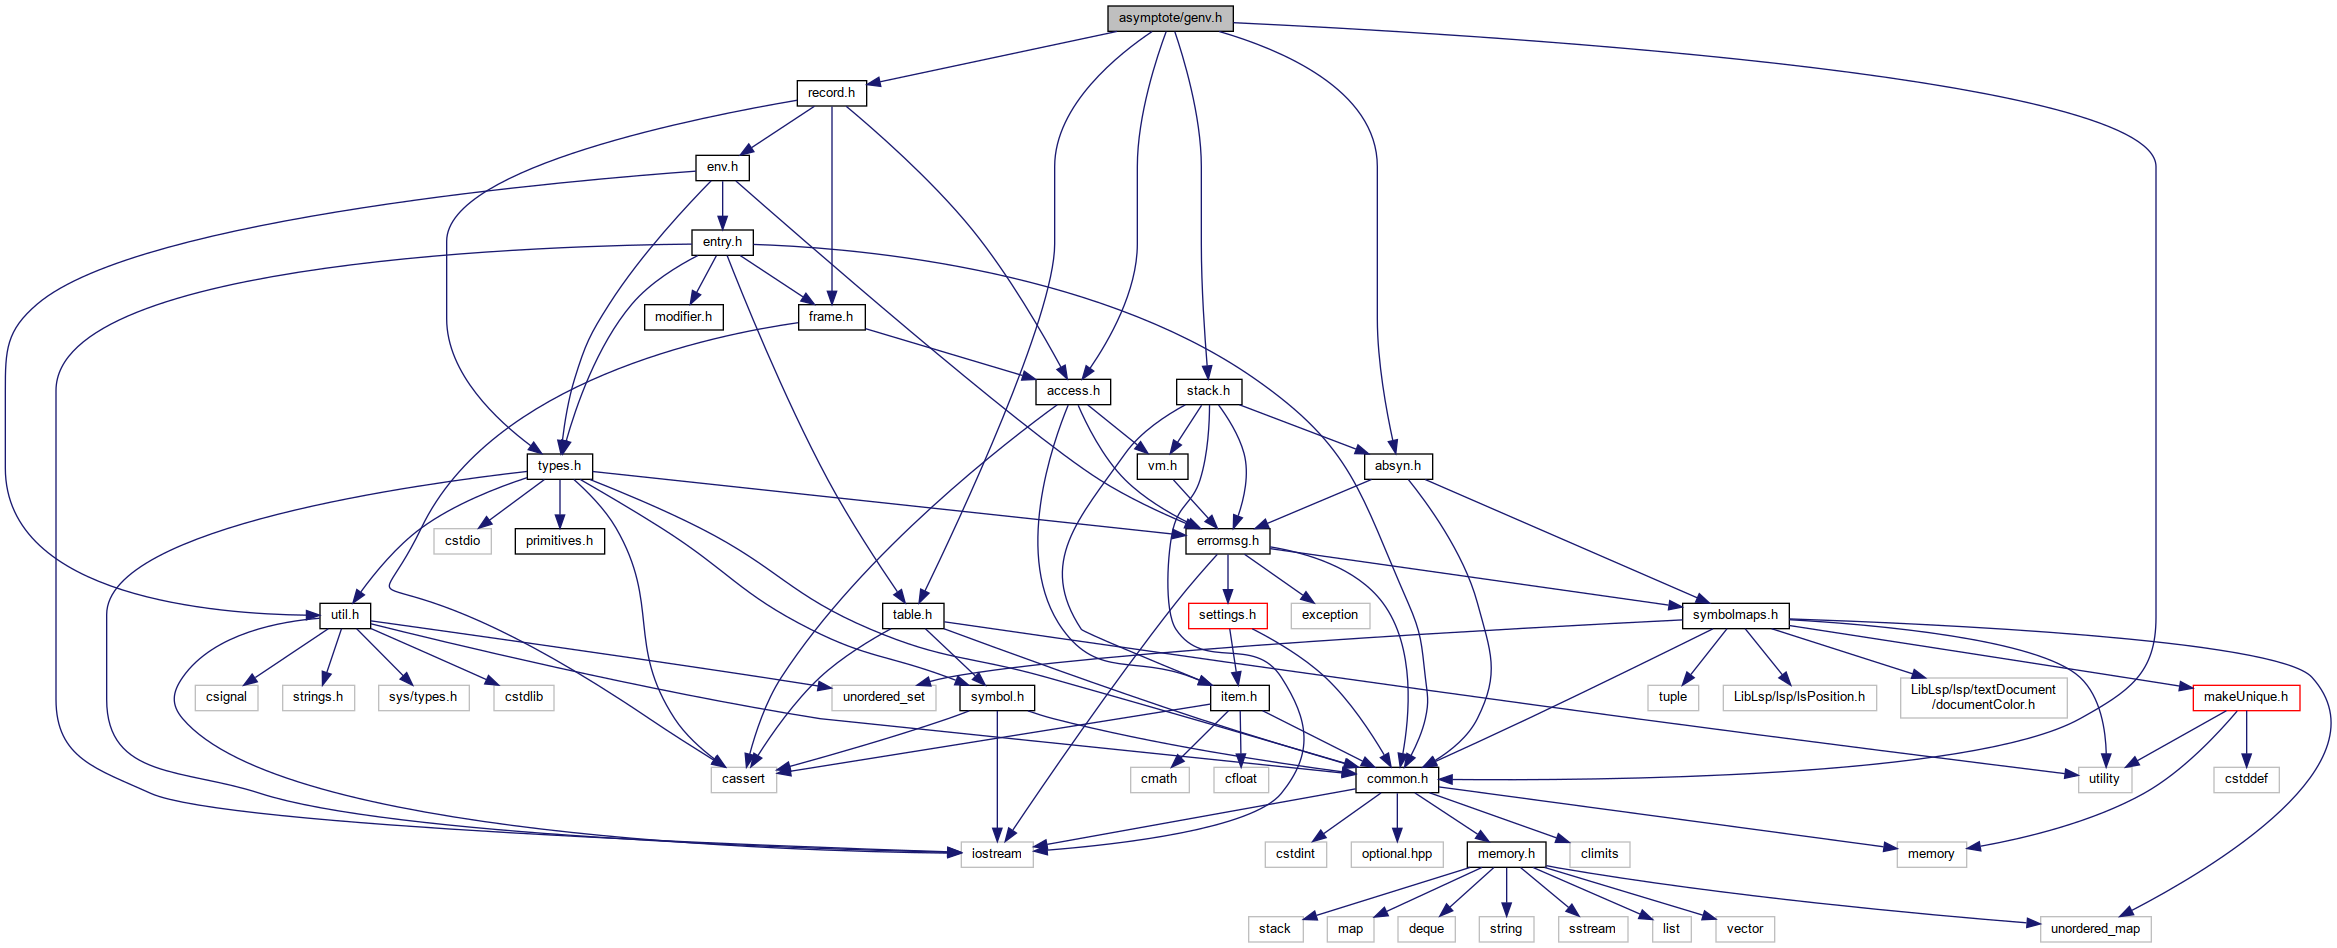 asymptote/genv.h
record.h
env.h
entry.h
modifier.h
frame.h
access.h
stack.h
types.h
vm.h
absyn.h
cstdio
primitives.h
errormsg.h
util.h
table.h
settings.h
exception
symbolmaps.h
csignal
strings.h
sys/types.h
cstdlib
unordered_set
symbol.h
item.h
tuple
LibLsp/lsp/lsPosition.h
LibLsp/lsp/textDocument
/documentColor.h
makeUnique.h
cassert
cmath
cfloat
common.h
utility
cstddef
iostream
cstdint
optional.hpp
memory.h
climits
memory
stack
map
deque
string
sstream
list
vector
unordered_map